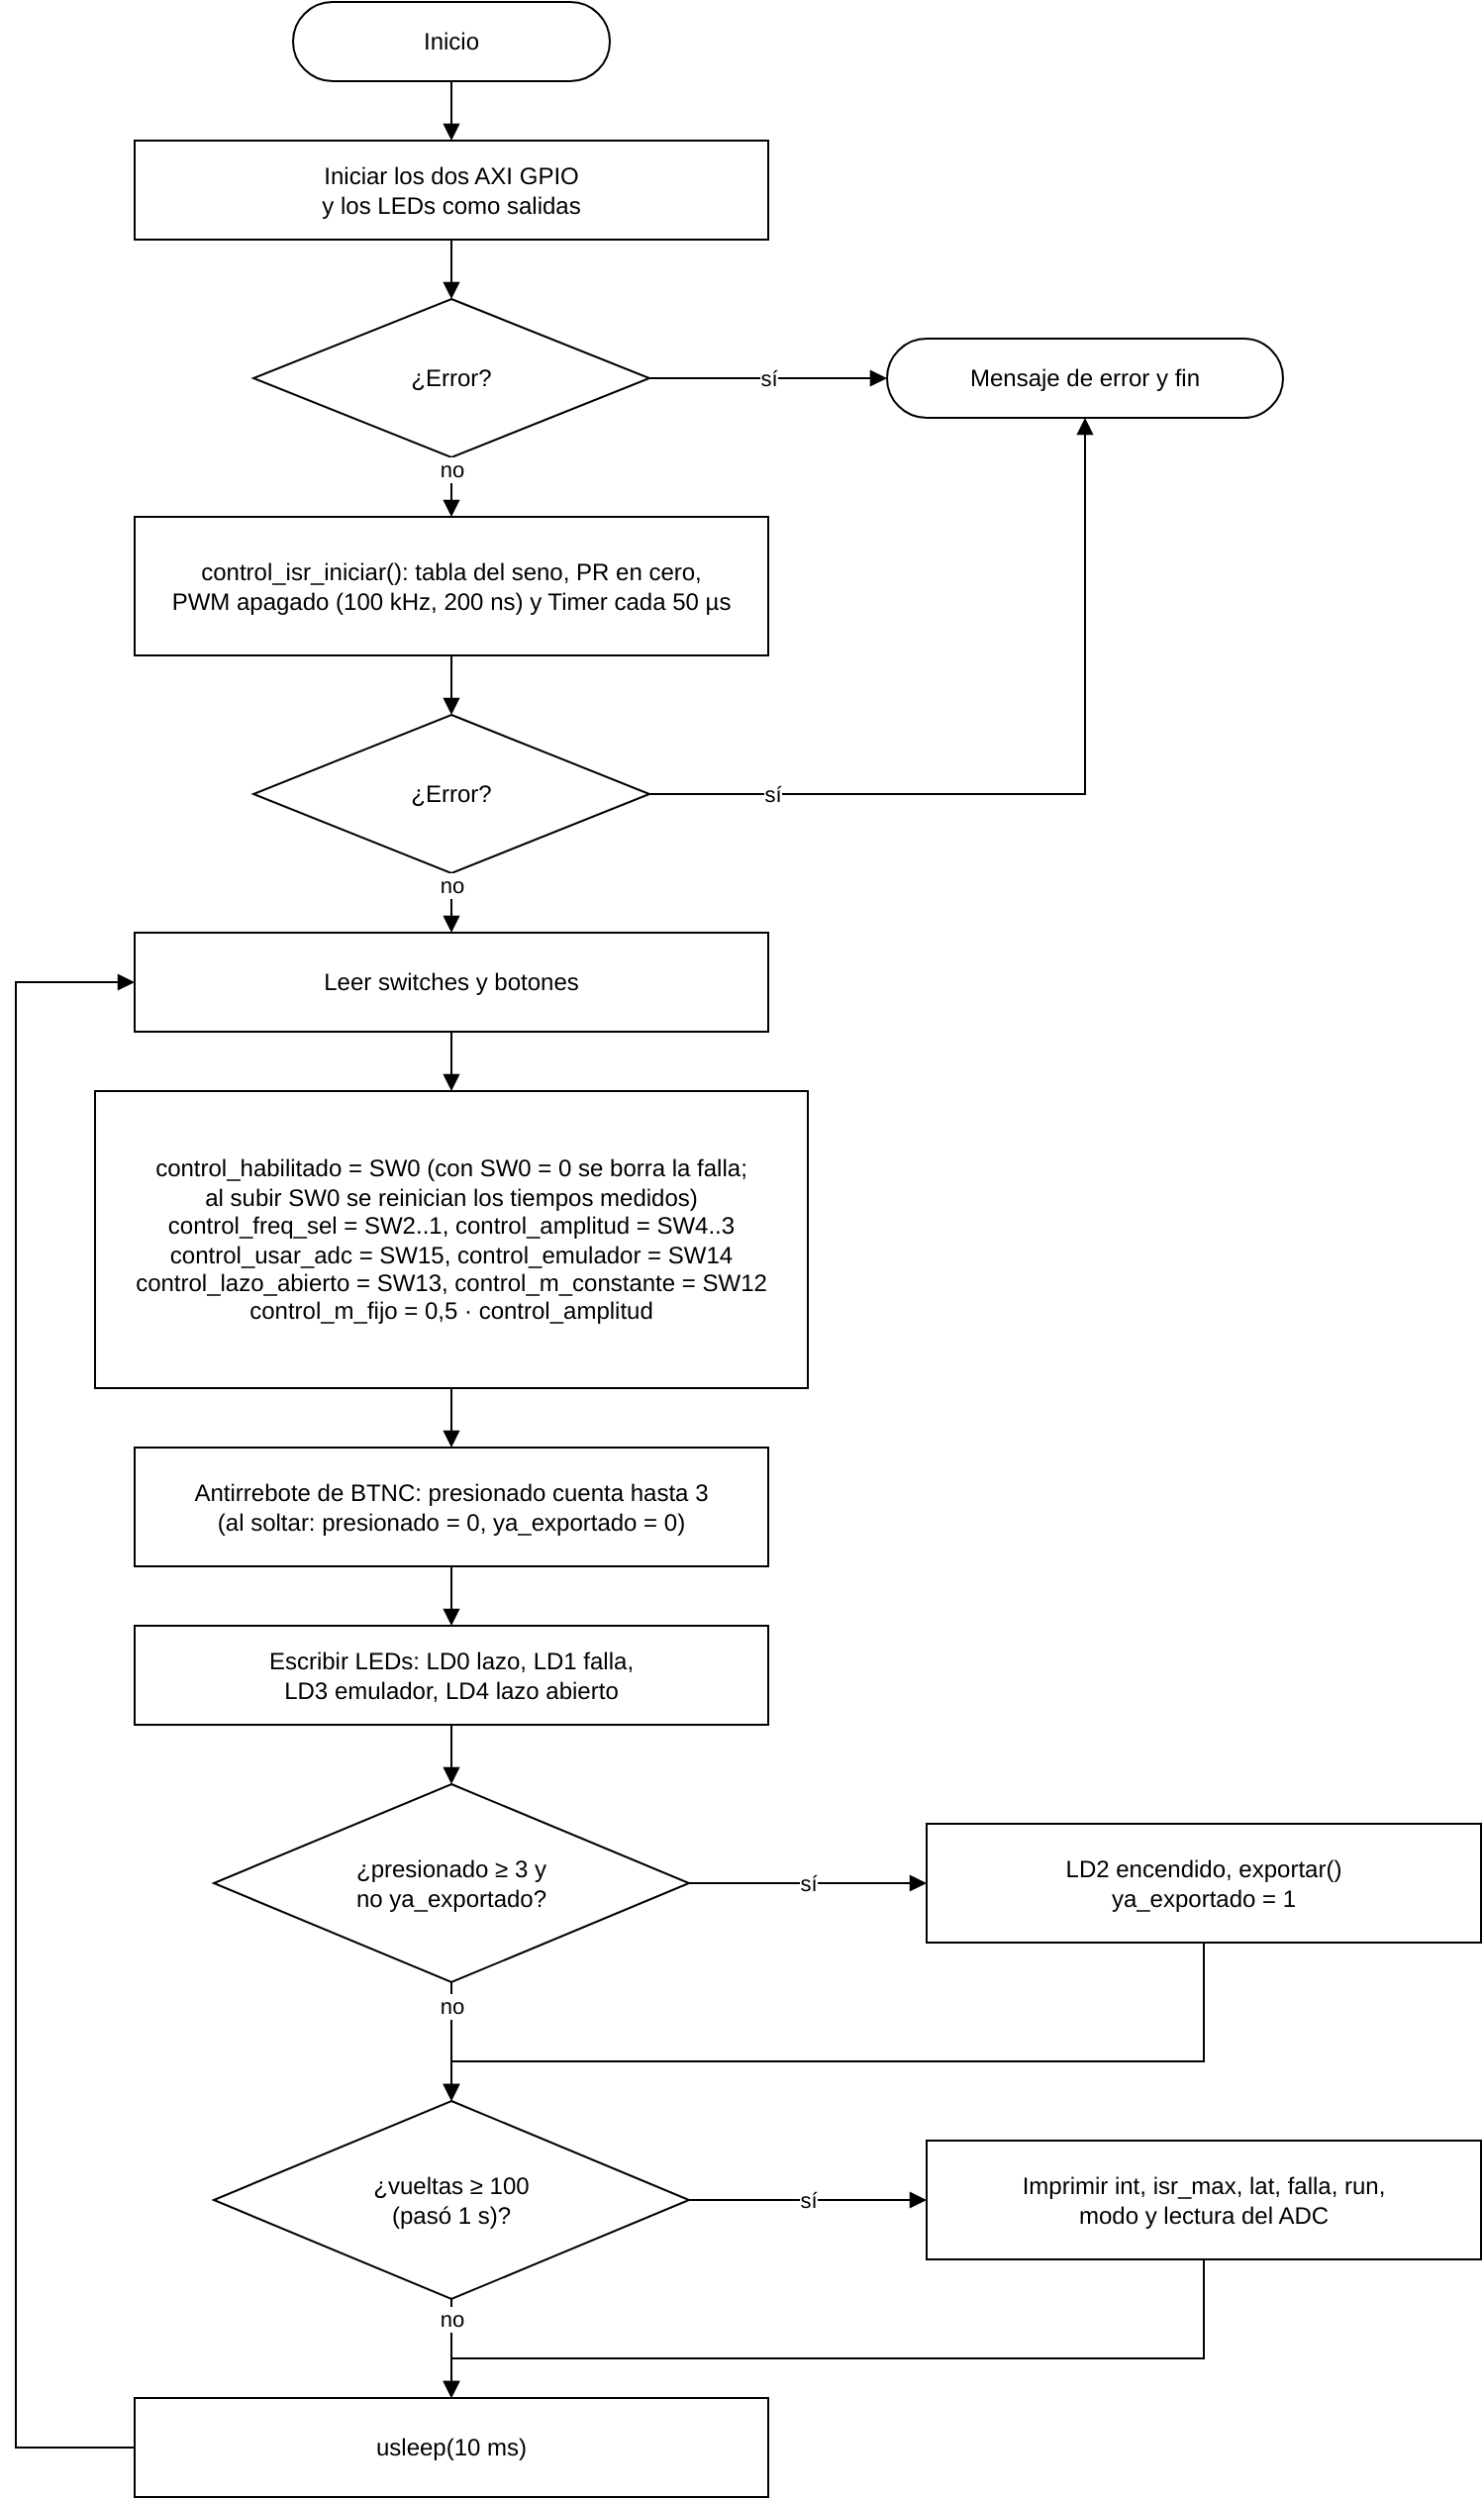 Inicio
Iniciar los dos AXI GPIO
y los LEDs como salidas
¿Error?
sí
Mensaje de error y fin
no
control_isr_iniciar(): tabla del seno, PR en cero,
PWM apagado (100 kHz, 200 ns) y Timer cada 50 µs
¿Error?
sí
no
Leer switches y botones
control_habilitado = SW0 (con SW0 = 0 se borra la falla;
al subir SW0 se reinician los tiempos medidos)
control_freq_sel = SW2..1, control_amplitud = SW4..3
control_usar_adc = SW15, control_emulador = SW14
control_lazo_abierto = SW13, control_m_constante = SW12
control_m_fijo = 0,5 · control_amplitud
Antirrebote de BTNC: presionado cuenta hasta 3
(al soltar: presionado = 0, ya_exportado = 0)
Escribir LEDs: LD0 lazo, LD1 falla,
LD3 emulador, LD4 lazo abierto
¿presionado ≥ 3 y
no ya_exportado?
sí
LD2 encendido, exportar()
ya_exportado = 1
no
¿vueltas ≥ 100
(pasó 1 s)?
sí
Imprimir int, isr_max, lat, falla, run,
modo y lectura del ADC
no
usleep(10 ms)